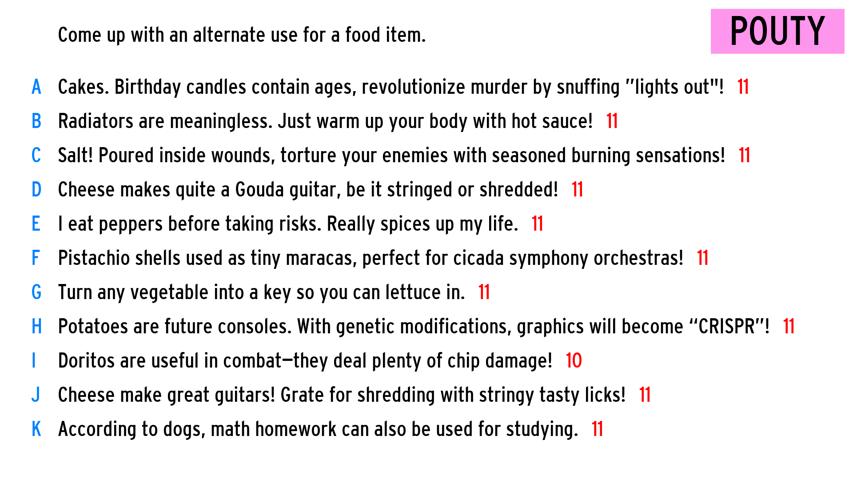 Come up with an alternate use for a food item.
POUTY
A Cakes. Birthday candles contain ages, revolutionize murder by snuffing ”lights out"! 11
B Radiators are meaningless. Just warm up your body with hot sauce! 11
C Salt! Poured inside wounds, torture your enemies with seasoned burning sensations! 11
D Cheese makes quite a Gouda guitar, be it stringed or shredded! 11
E I eat peppers before taking risks. Really spices up my life. 11
F Pistachio shells used as tiny maracas, perfect for cicada symphony orchestras! 11
G Turn any vegetable into a key so you can lettuce in. 11
H Potatoes are future consoles. With genetic modifications, graphics will become “CRISPR”! 11
I Doritos are useful in combat—they deal plenty of chip damage! 10
J Cheese make great guitars! Grate for shredding with stringy tasty licks! 11
K According to dogs, math homework can also be used for studying. 11